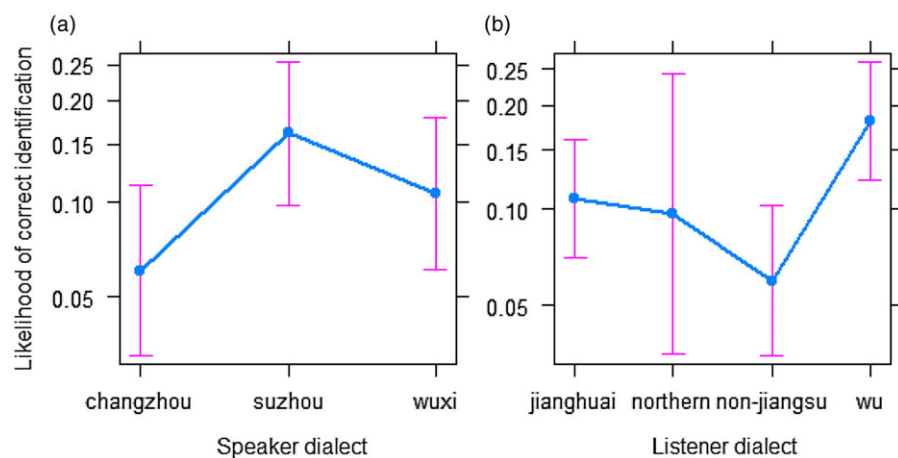 (a)
Likelihood of correct identification
0.25
0.20
0.15
0.10
0.05
changzhou suzhou wuxi
Speaker dialect
(b)
0.25
0.20
0.15
0.10
0.05
jianghuai northern non-jiangsu wu
Listener dialect